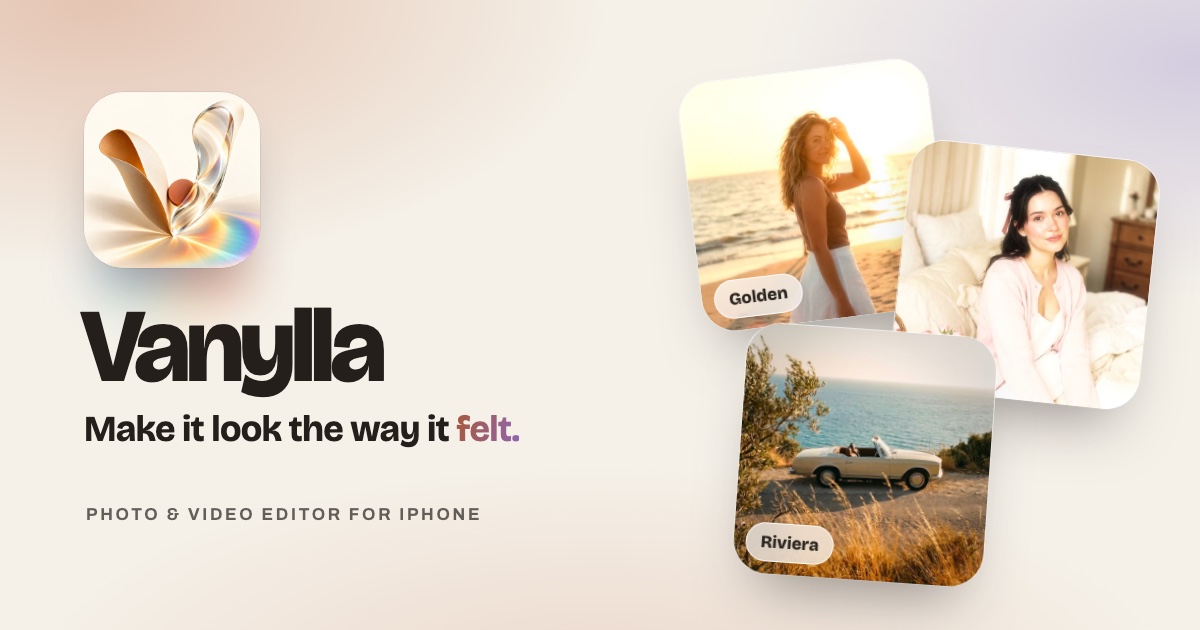 Vanylla
Make it look the way it felt.
PHOTO & VIDEO EDITOR FOR IPHONE
Golden
Riviera